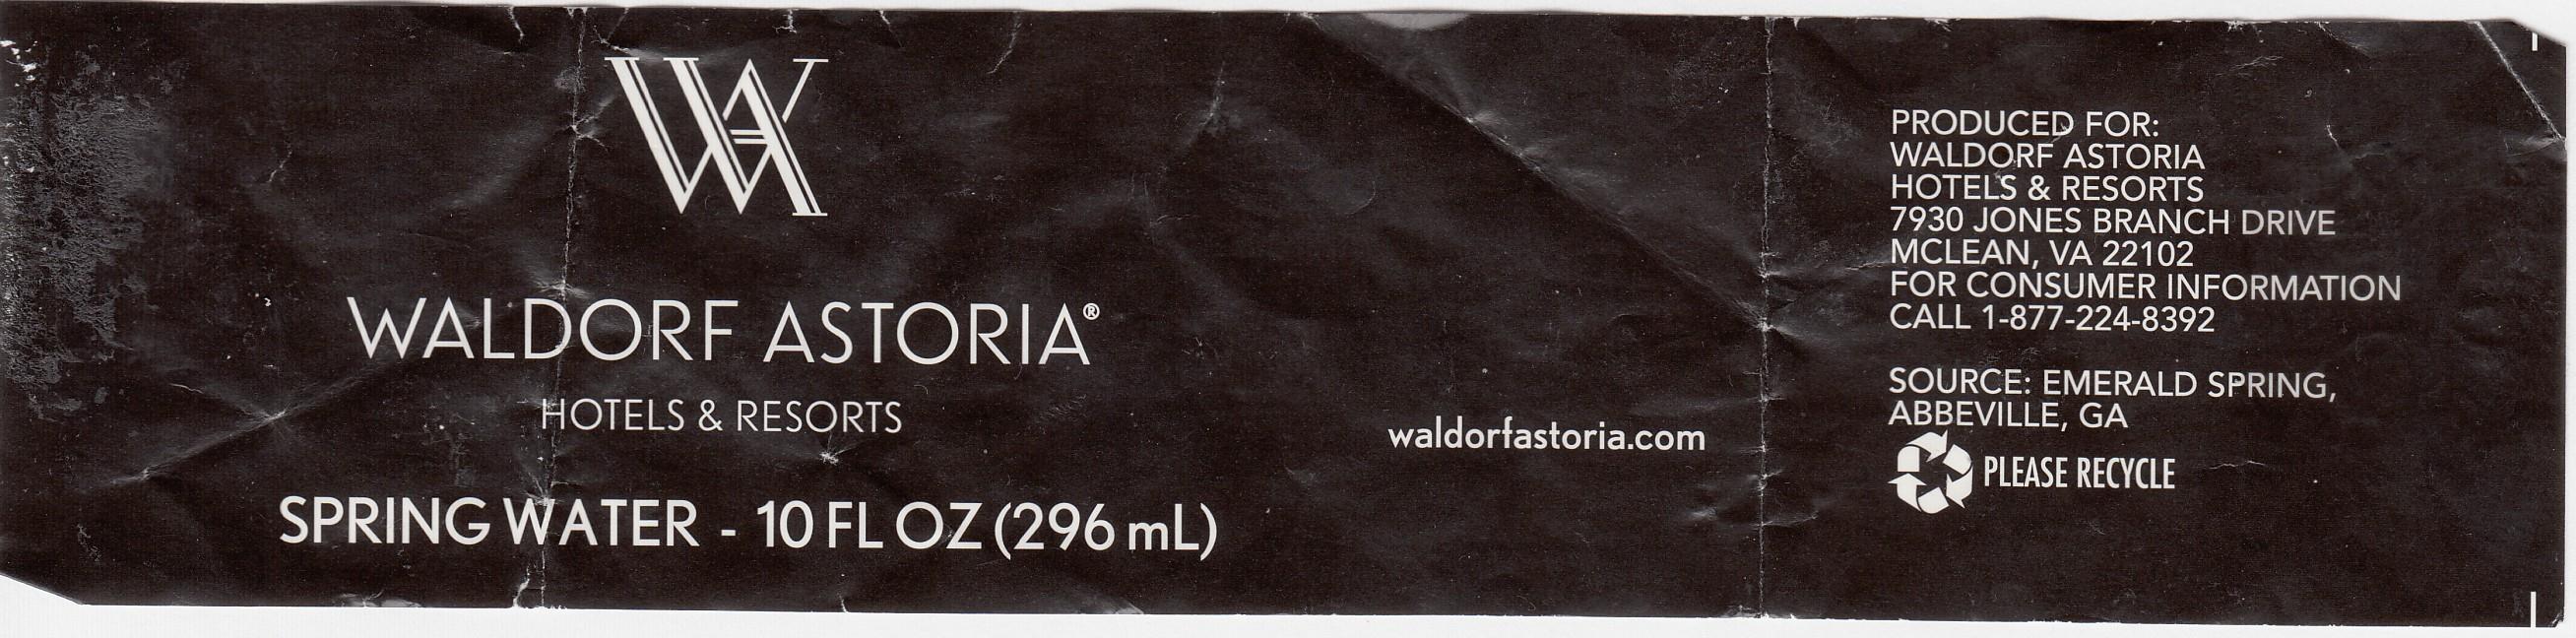 WA
WALDORF ASTORIA®
HOTELS & RESORTS
SPRING WATER - 10 FL OZ (296 mL)
waldorfastoria.com
PRODUCED FOR:
WALDORF ASTORIA
HOTELS & RESORTS
7930 JONES BRANCH DRIVE
MCLEAN, VA 22102
FOR CONSUMER INFORMATION
CALL 1-877-224-8392
SOURCE: EMERALD SPRING,
ABBEVILLE, GA
PLEASE RECYCLE